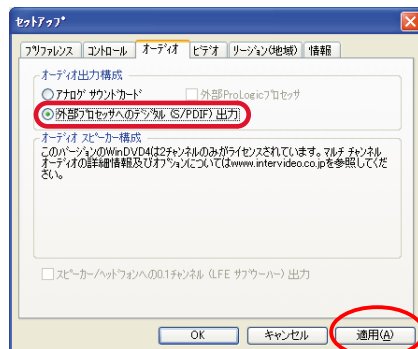 セットアップ
プリファレンス コントロール オーディオ ビデオ リージョン(地域) 情報
オーディオ出力構成
アナログ サウンドカード 外部ProLogicプロセッサ
外部プロセッサへのデジタル (S/PDIF) 出力
オーディオ スピーカー構成
このバージョンのWinDVD4は2チャンネルのみがライセンスされています。マルチ チャンネル
オーディオの詳細情報及びオプションについてはwww.intervideo.co.jpを参照してくだ
さい。
スピーカー/ヘッドフォンへの0.1チャンネル (LFE サブウーハー) 出力
OK キャンセル 適用(A)